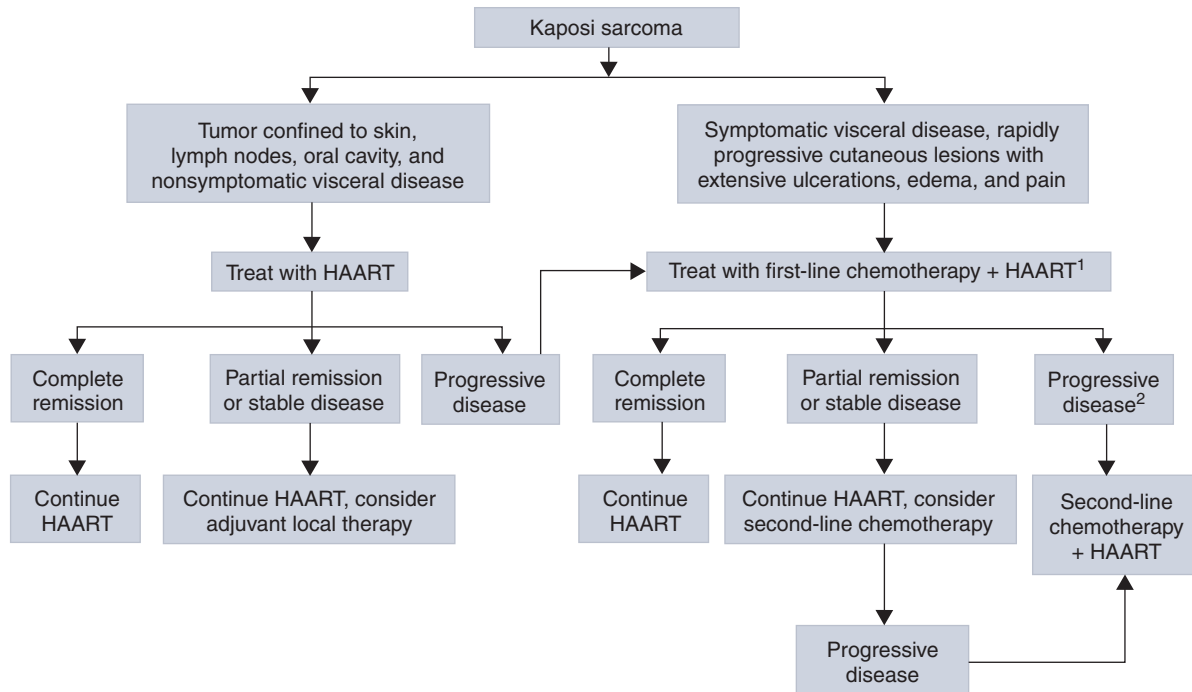 Kaposi sarcoma
Tumor confined to skin,
lymph nodes, oral cavity, and
nonsymptomatic visceral disease
Symptomatic visceral disease, rapidly
progressive cutaneous lesions with
extensive ulcerations, edema, and pain
Treat with HAART
Treat with first-line chemotherapy + HAART¹
Complete
remission
Partial remission
or stable disease
Progressive
disease
Complete
remission
Partial remission
or stable disease
Progressive
disease²
Continue
HAART
Continue HAART, consider
adjuvant local therapy
Continue
HAART
Continue HAART, consider
second-line chemotherapy
Second-line
chemotherapy
+ HAART
Progressive
disease